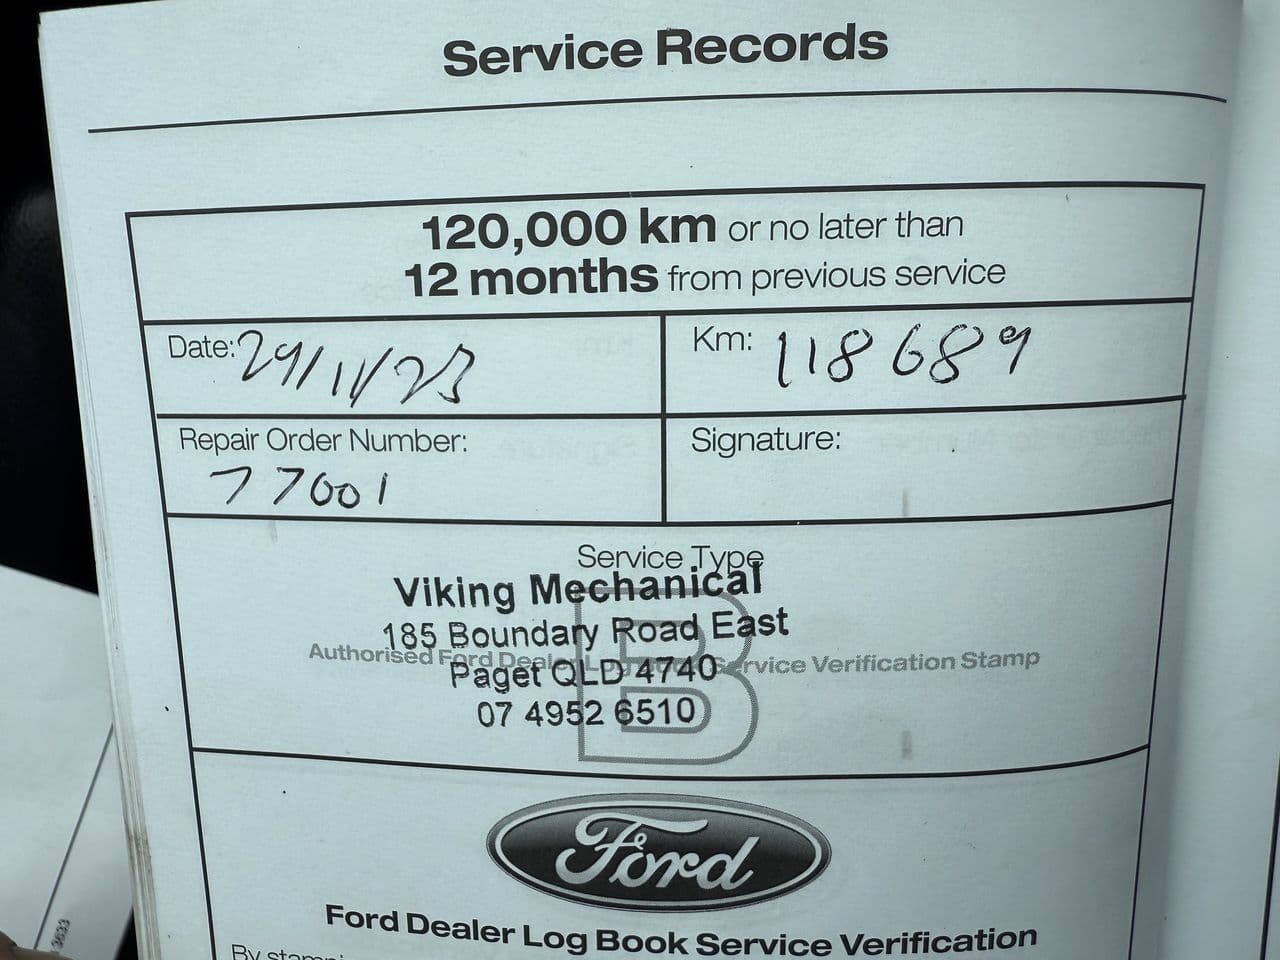 Service Records
120,000 km or no later than
12 months from previous service
Date: 29/11/23
Km: 118689
Repair Order Number:
77001
Signature:
Service Type
Viking Mechanical
185 Boundary Road East
Authorised Ford Dealer Service Verification Stamp
Paget QLD 4740
07 4952 6510
B
Ford
Ford Dealer Log Book Service Verification
By
3633